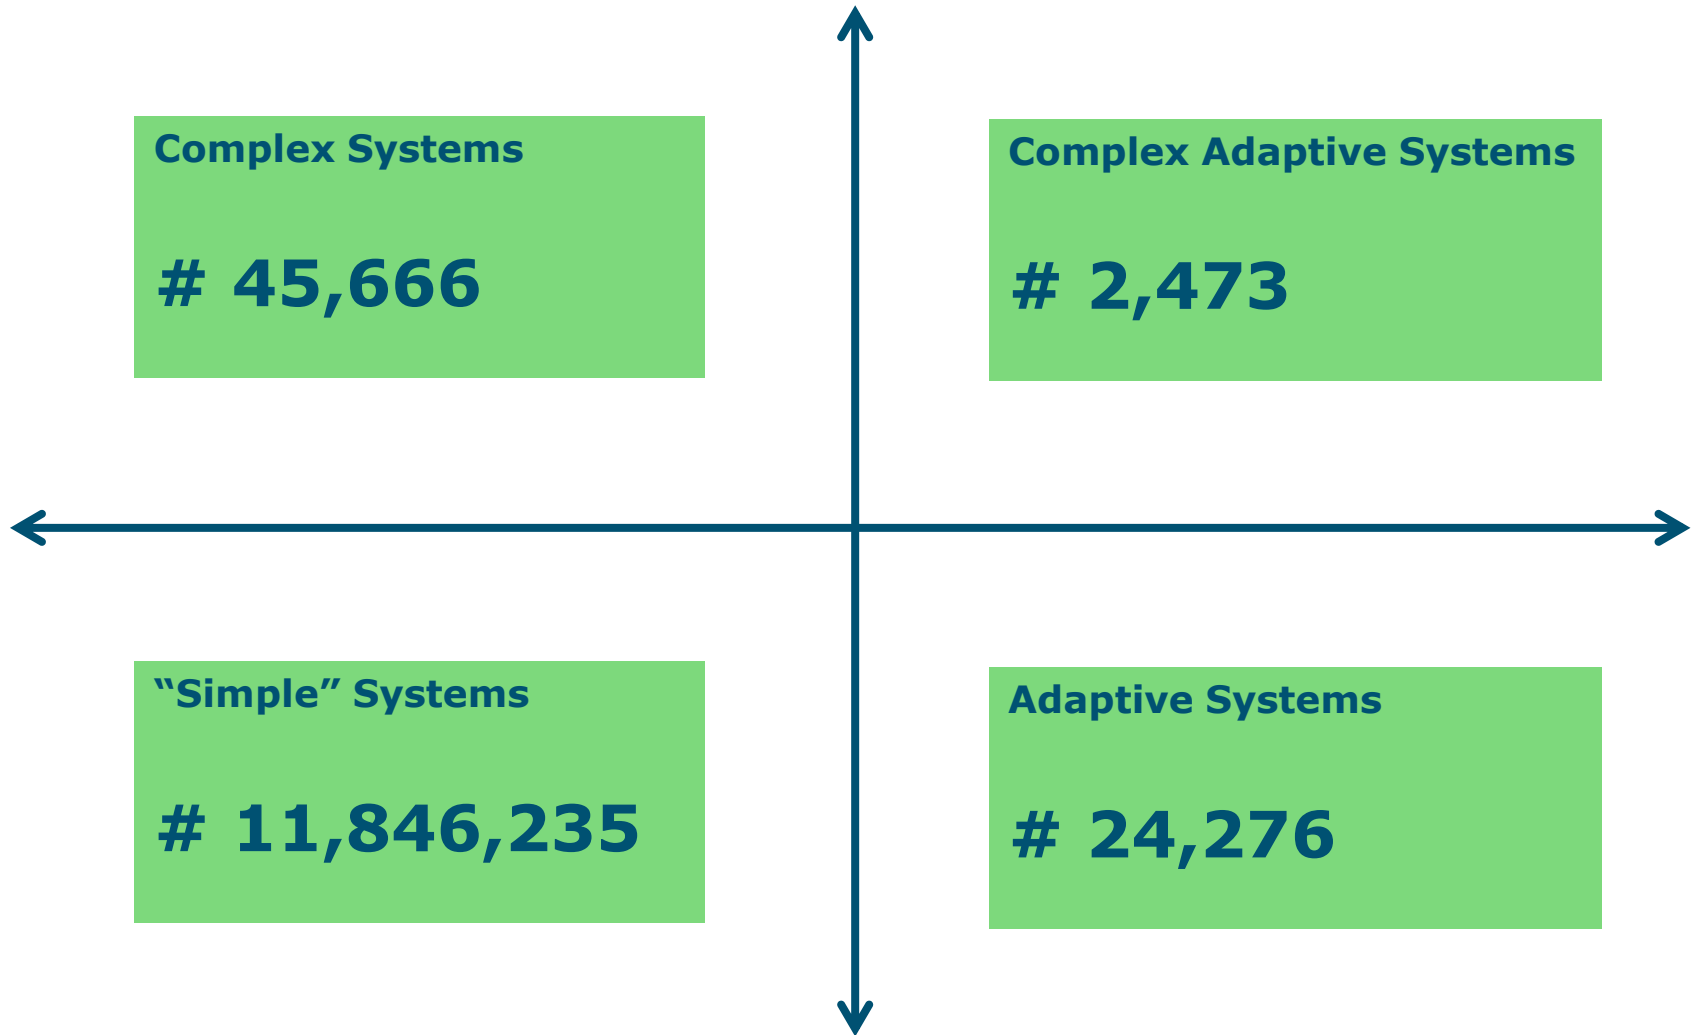 Complex Systems
# 45,666
Complex Adaptive Systems
# 2,473
“Simple” Systems
# 11,846,235
Adaptive Systems
# 24,276